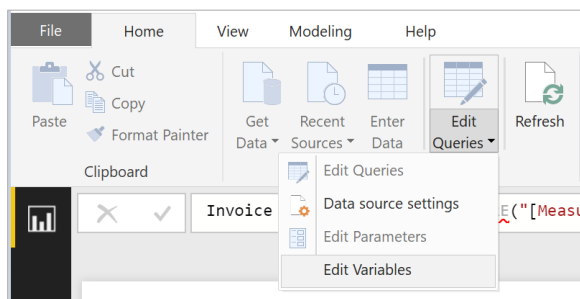 File Home View Modeling Help
Paste
Cut
Copy
Format Painter
Clipboard
Get Data
Recent Sources
Enter Data
Edit Queries
Refresh
Edit Queries
Data source settings
Edit Parameters
Edit Variables
Invoice
E("[Measu